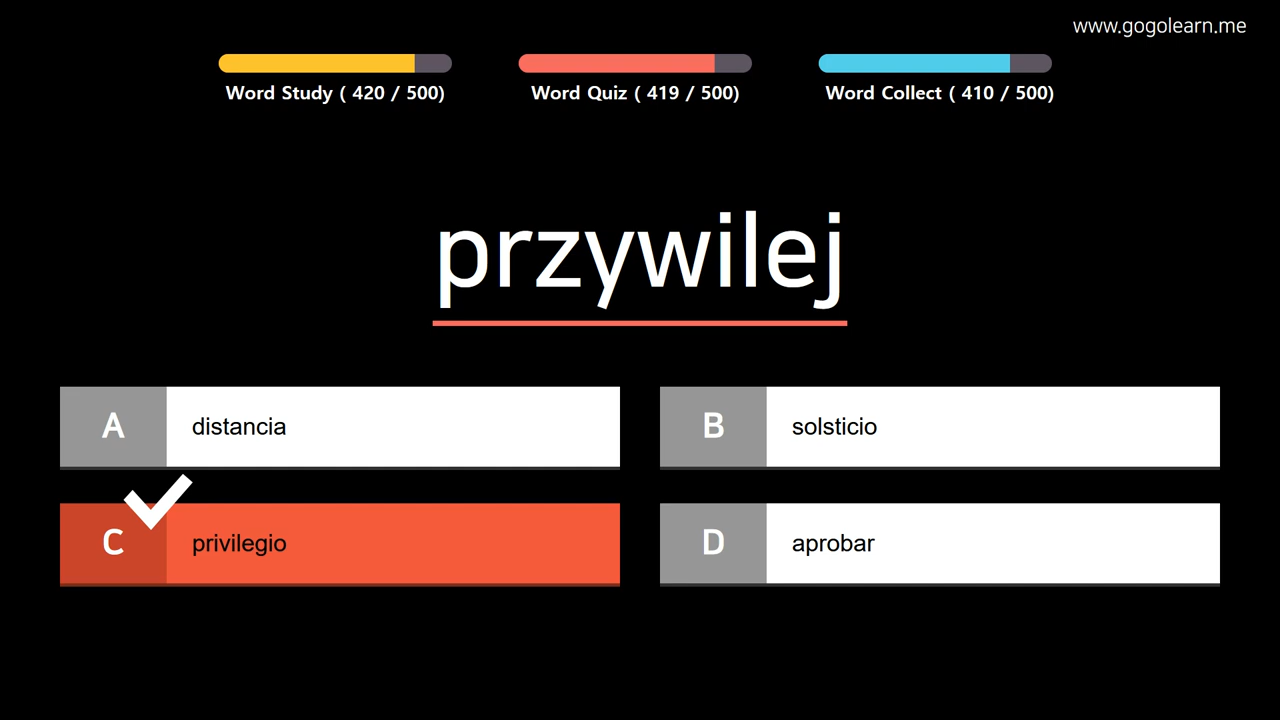 www.gogolearn.me
Word Study ( 420 / 500)
Word Quiz ( 419 / 500)
Word Collect ( 410 / 500)
przywilej
A distancia
B solsticio
C privilegio
D aprobar